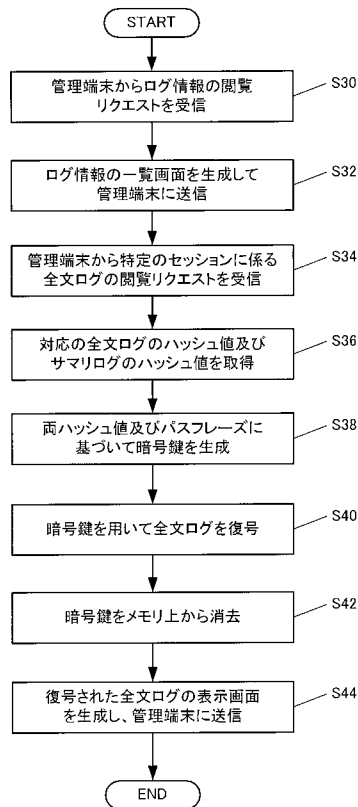 START
管理端末からログ情報の閲覧
リクエストを受信
S30
ログ情報の一覧画面を生成して
管理端末に送信
S32
管理端末から特定のセッションに係る
全文ログの閲覧リクエストを受信
S34
対応の全文ログのハッシュ値及び
サマリログのハッシュ値を取得
S36
両ハッシュ値及びパスフレーズに
基づいて暗号鍵を生成
S38
暗号鍵を用いて全文ログを復号
S40
暗号鍵をメモリ上から消去
S42
復号された全文ログの表示画面
を生成し、管理端末に送信
S44
END